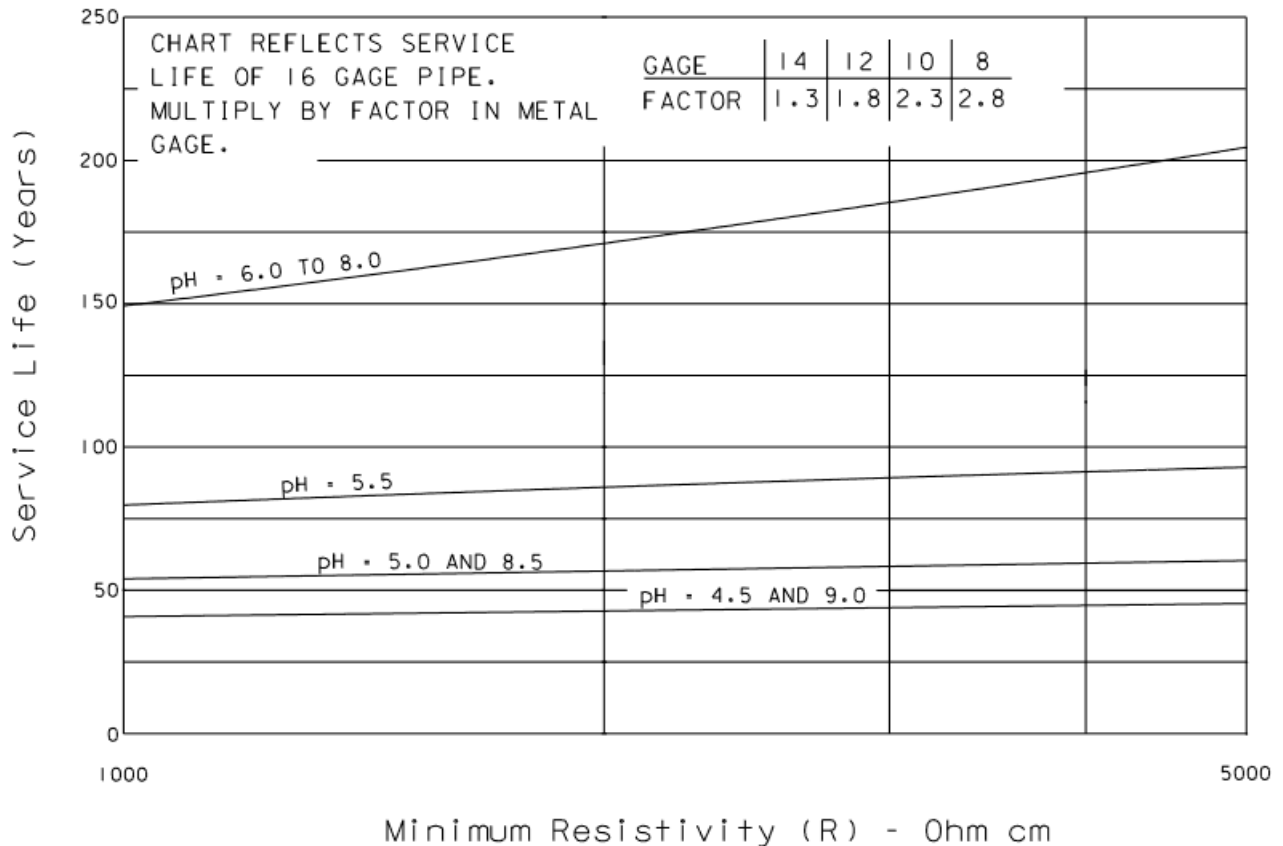 250
CHART REFLECTS SERVICE
LIFE OF 16 GAGE PIPE.
MULTIPLY BY FACTOR IN METAL
GAGE.
GAGE 14 12 10 8
FACTOR 1.3 1.8 2.3 2.8
200
pH = 6.0 TO 8.0
150
100
pH = 5.5
pH = 5.0 AND 8.5
50
pH = 4.5 AND 9.0
0
Service Life (Years)
1000 5000
Minimum Resistivity (R) - Ohm cm